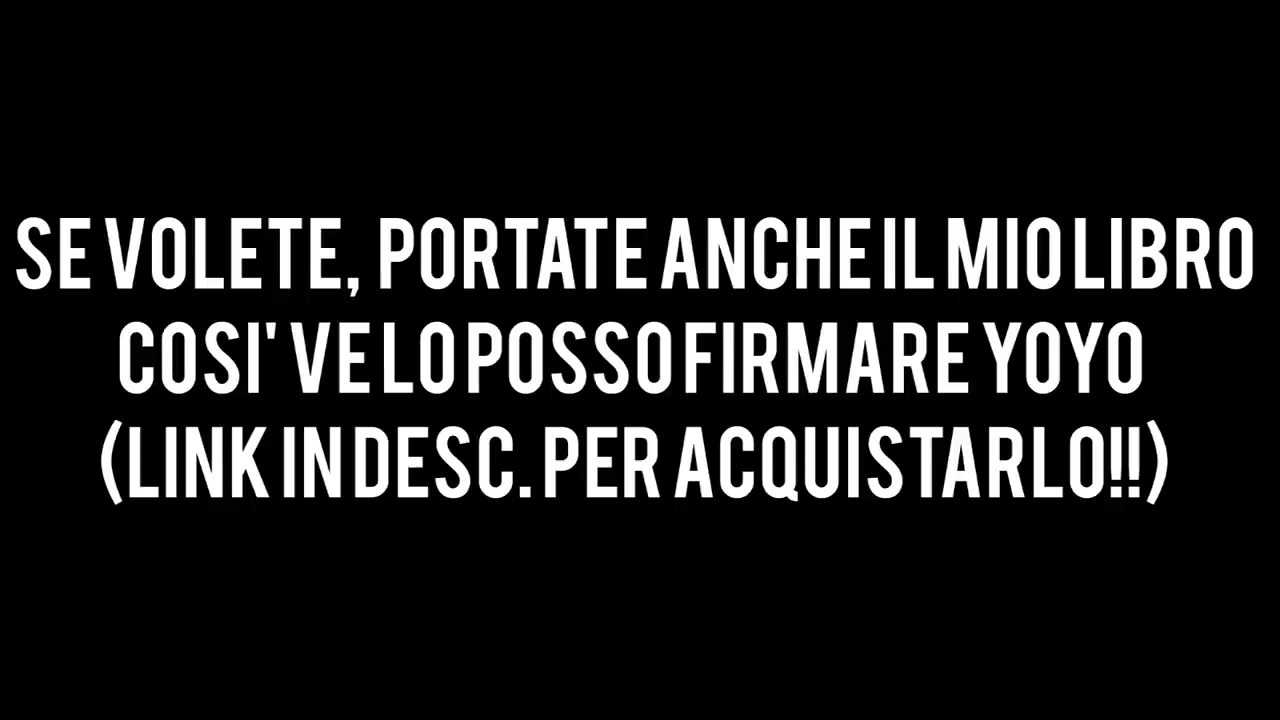 SE VOLETE, PORTATE ANCHE IL MIO LIBRO
COSI' VE LO POSSO FIRMARE YOYO
(LINK IN DESC. PER ACQUISTARLO!!)